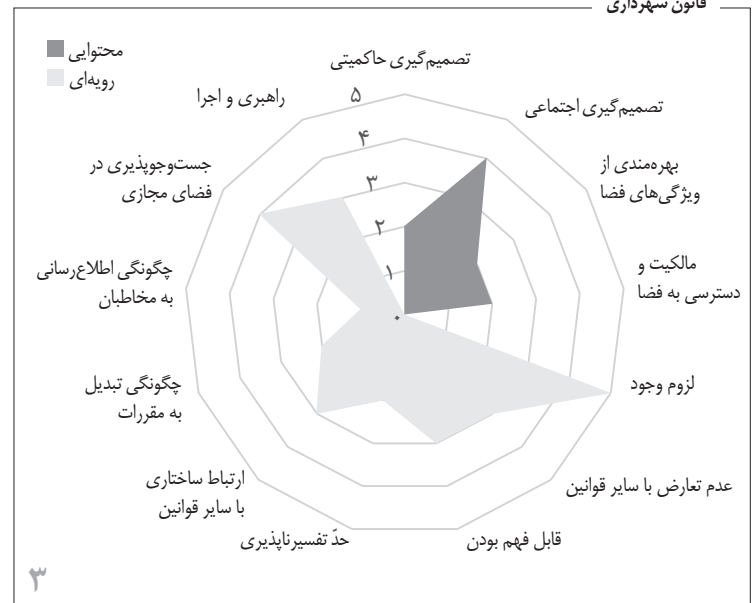 قانون شهرداری
محتوایی
رویه‌ای
تصمیم‌گیری حاکمیتی
تصمیم‌گیری اجتماعی
بهره‌مندی از
ویژگی‌های فضا
مالکیت و
دسترسی به فضا
لزوم وجود
عدم تعارض با سایر قوانین
قابل فهم بودن
حدّ تفسیرناپذیری
ارتباط ساختاری
با سایر قوانین
چگونگی تبدیل
به مقررات
چگونگی اطلاع‌رسانی
به مخاطبان
جست‌وجوپذیری در
فضای مجازی
راهبری و اجرا
۵
۴
۳
۲
۱
۰
۳